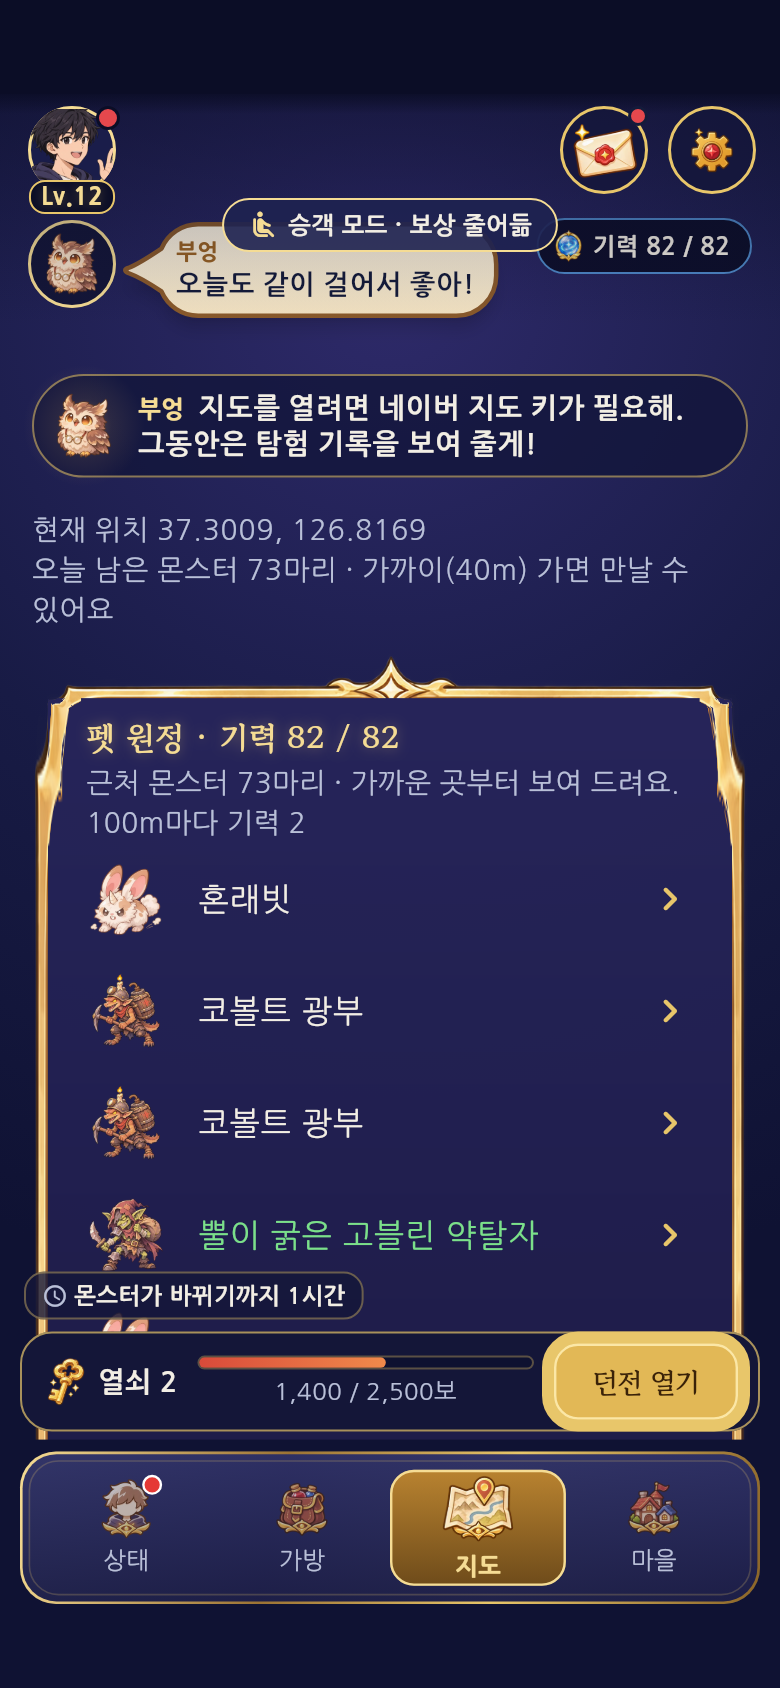 Lv.12
승객 모드 · 보상 줄어듦
부엉
오늘도 같이 걸어서 좋아!
기력 82 / 82
부엉 지도를 열려면 네이버 지도 키가 필요해.
그동안은 탐험 기록을 보여 줄게!
현재 위치 37.3009, 126.8169
오늘 남은 몬스터 73마리 · 가까이(40m) 가면 만날 수
있어요
펫 원정 · 기력 82 / 82
근처 몬스터 73마리 · 가까운 곳부터 보여 드려요.
100m마다 기력 2
혼래빗
코볼트 광부
코볼트 광부
뿔이 굵은 고블린 약탈자
몬스터가 바뀌기까지 1시간
열쇠 2
1,400 / 2,500보
던전 열기
상태
가방
지도
마을